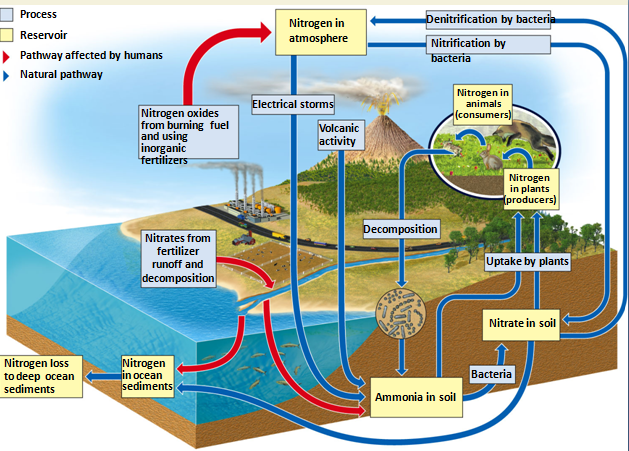 Process
Reservoir
Pathway affected by humans
Natural pathway
Nitrogen in
atmosphere
Denitrification by bacteria
Nitrification by
bacteria
Nitrogen oxides
from burning fuel
and using
inorganic
fertilizers
Electrical storms
Volcanic
activity
Nitrogen in
animals
(consumers)
Nitrogen
in plants
(producers)
Decomposition
Nitrates from
fertilizer
runoff and
decomposition
Uptake by plants
Nitrate in soil
Nitrogen loss
to deep ocean
sediments
Nitrogen
in ocean
sediments
Bacteria
Ammonia in soil